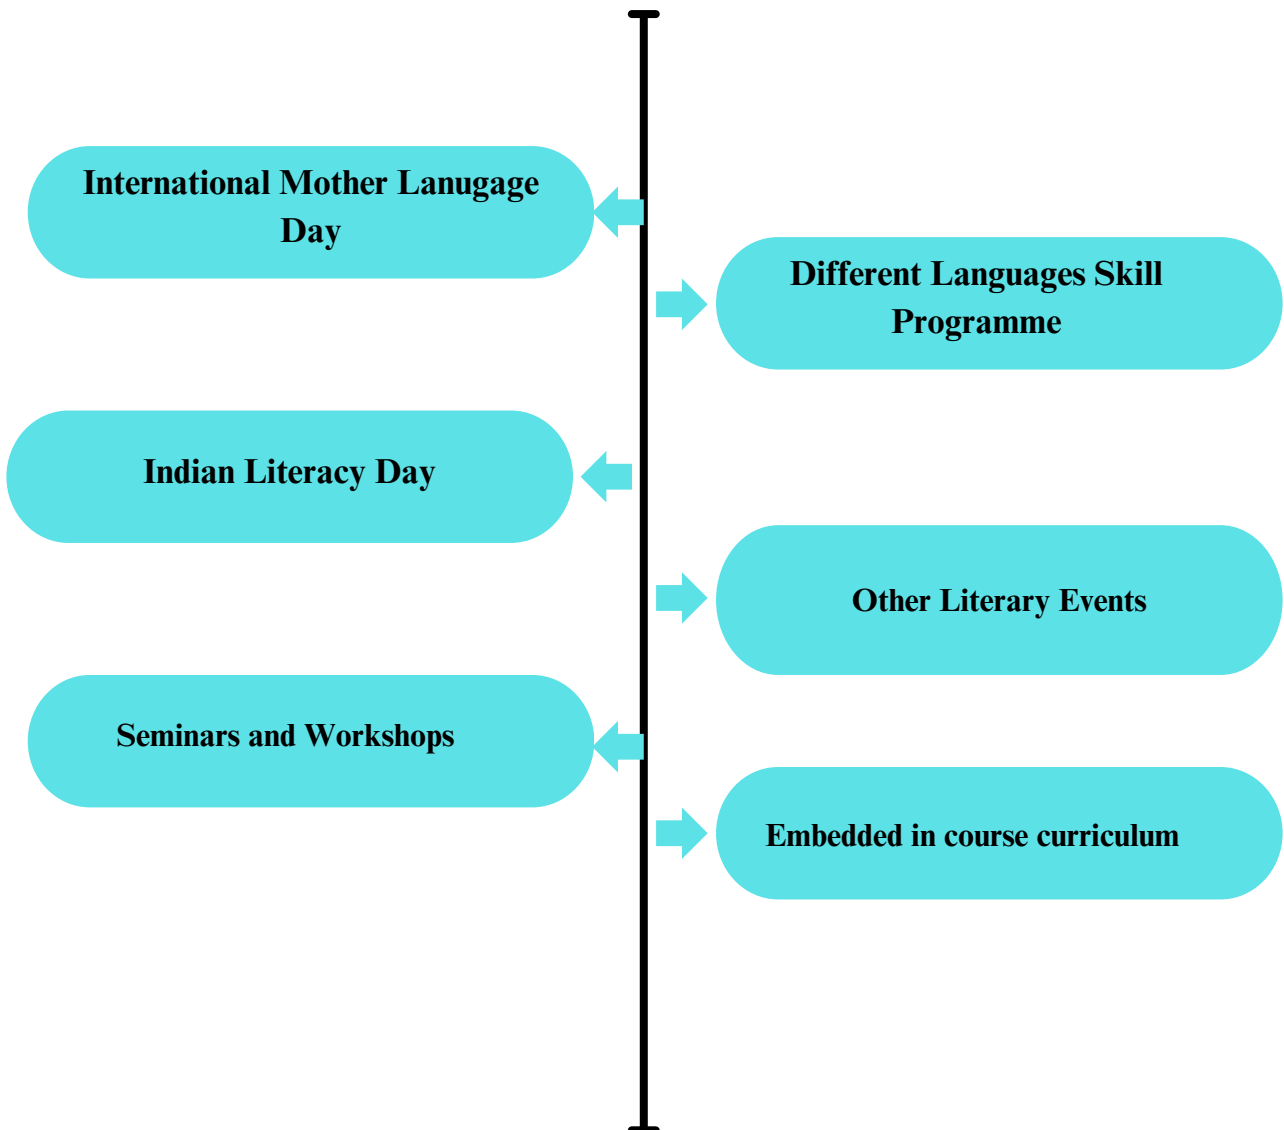 International Mother Lanugage
Day
Different Languages Skill
Programme
Indian Literacy Day
Other Literary Events
Seminars and Workshops
Embedded in course curriculum